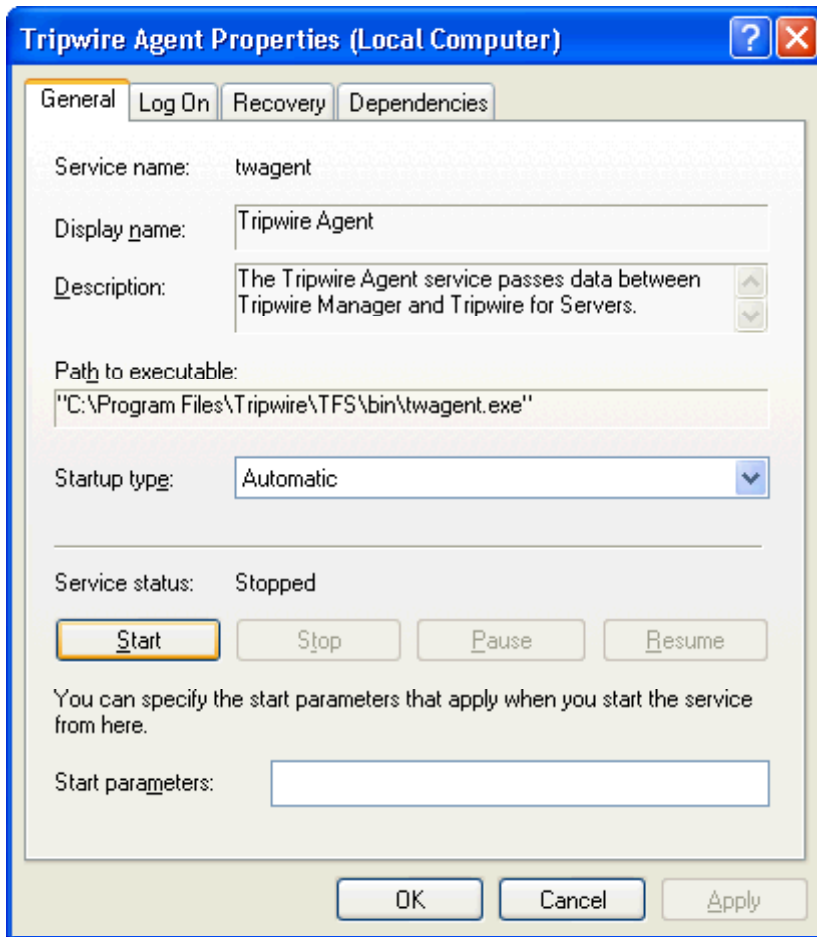 Tripwire Agent Properties (Local Computer)
General Log On Recovery Dependencies
Service name: twagent
Display name: Tripwire Agent
Description: The Tripwire Agent service passes data between
Tripwire Manager and Tripwire for Servers.
Path to executable:
"C:\Program Files\Tripwire\TFS\bin\twagent.exe"
Startup type: Automatic
Service status: Stopped
Start Stop Pause Resume
You can specify the start parameters that apply when you start the service
from here.
Start parameters:
OK Cancel Apply